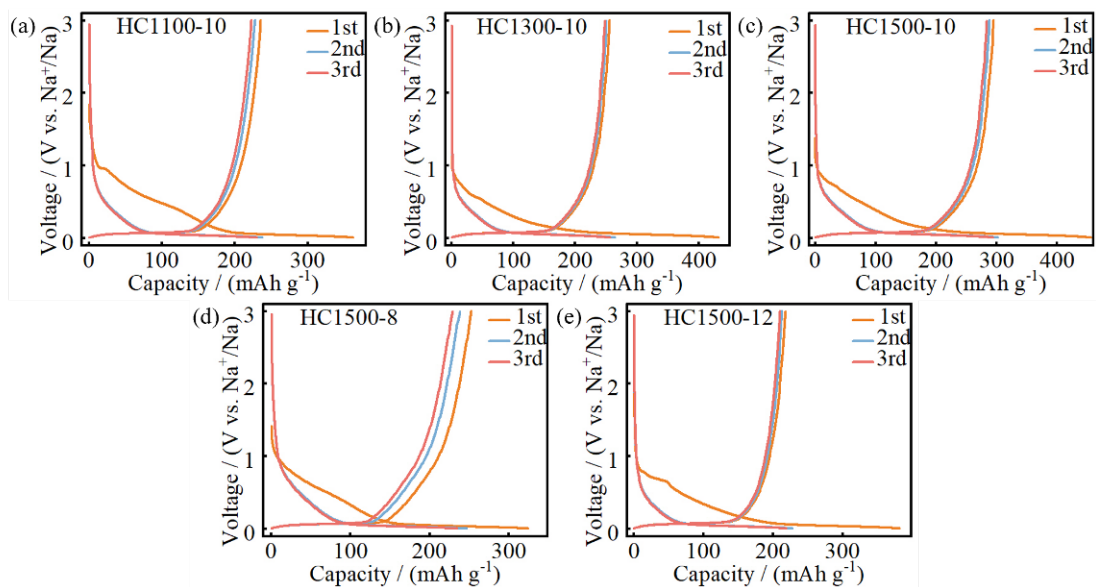 (a)
HC1100-10
1st
2nd
3rd
3
2
1
0
Voltage / (V vs. Na⁺/Na)
0 100 200 300
Capacity / (mAh g⁻¹)
(b)
HC1300-10
1st
2nd
3rd
3
2
1
0
Voltage / (V vs. Na⁺/Na)
0 100 200 300 400
Capacity / (mAh g⁻¹)
(c)
HC1500-10
1st
2nd
3rd
3
2
1
0
Voltage / (V vs. Na⁺/Na)
0 100 200 300 400
Capacity / (mAh g⁻¹)
(d)
HC1500-8
1st
2nd
3rd
3
2
1
0
Voltage / (V vs. Na⁺/Na)
0 100 200 300
Capacity / (mAh g⁻¹)
(e)
HC1500-12
1st
2nd
3rd
3
2
1
0
Voltage / (V vs. Na⁺/Na)
0 100 200 300 400
Capacity / (mAh g⁻¹)